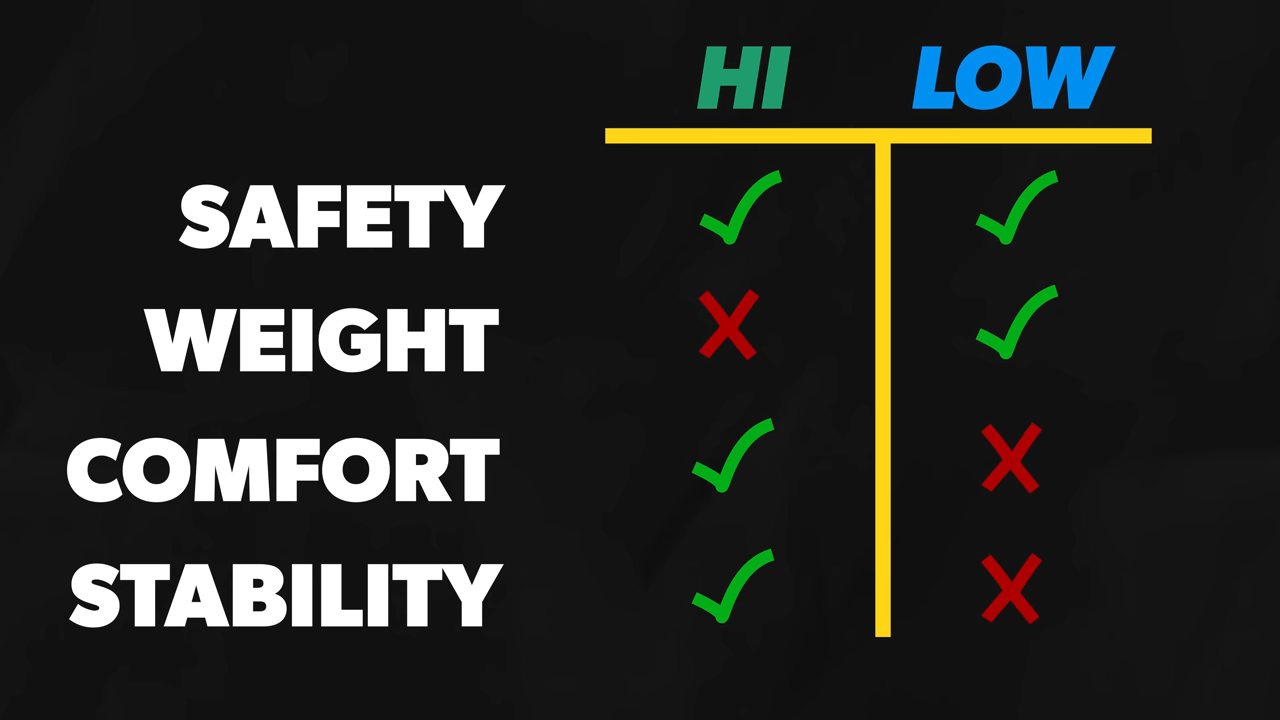 HI LOW
SAFETY ✓ ✓
WEIGHT X ✓
COMFORT ✓ X
STABILITY ✓ X